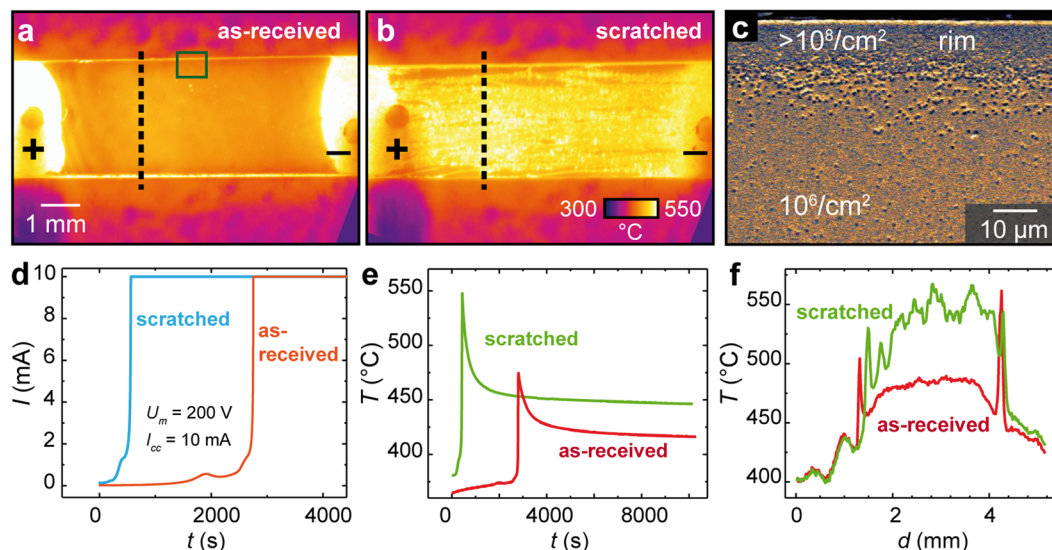 a as-received
+ −
1 mm
b scratched
+ −
300 550
°C
c >10⁸/cm² rim
10⁶/cm²
10 µm
d
I (mA)
10
8
6
4
2
0
scratched
as-
received
Uₘ = 200 V
I_cc = 10 mA
0 2000 4000
t (s)
e
T (°C)
550
500
450
400
scratched
as-received
0 4000 8000
t (s)
f
T (°C)
550
500
450
400
scratched
as-received
0 2 4
d (mm)